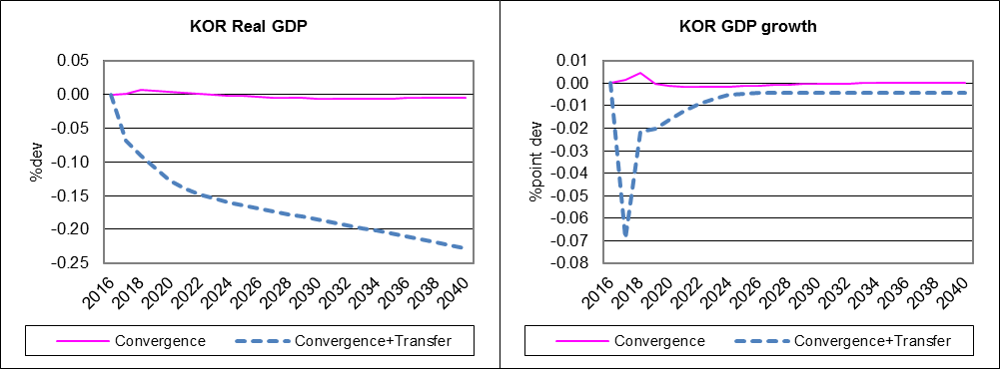 KOR Real GDP
%dev
0.05
0.00
-0.05
-0.10
-0.15
-0.20
-0.25
2016 2018 2020 2022 2024 2026 2028 2030 2032 2034 2036 2038 2040
Convergence Convergence+Transfer
KOR GDP growth
%point dev
0.01
0.00
-0.01
-0.02
-0.03
-0.04
-0.05
-0.06
-0.07
-0.08
2016 2018 2020 2022 2024 2026 2028 2030 2032 2034 2036 2038 2040
Convergence Convergence+Transfer